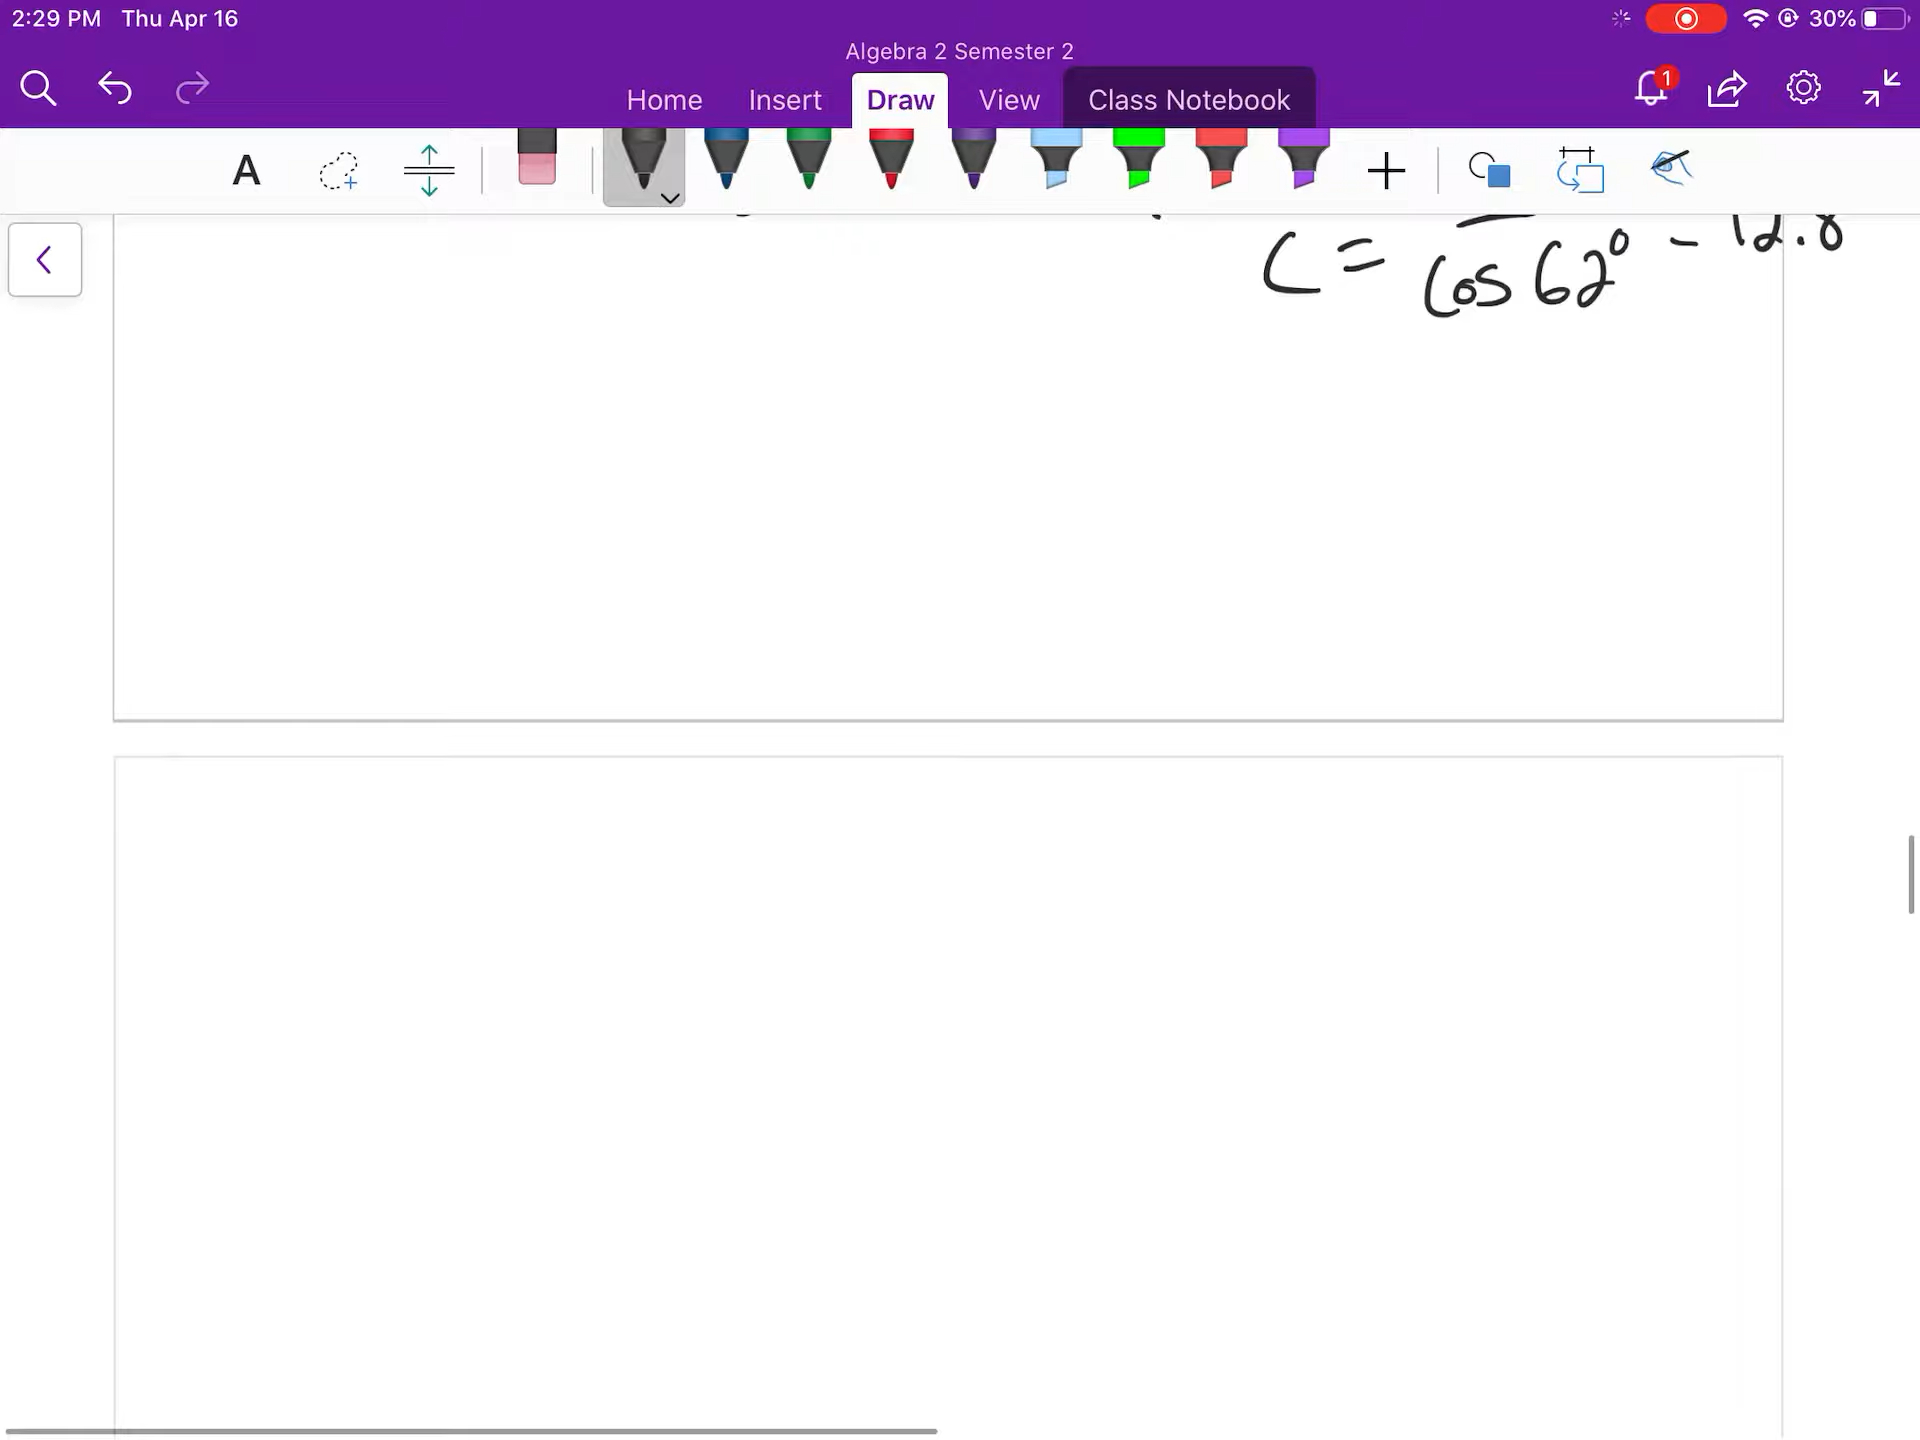 2:29 PM Thu Apr 16
30%
Algebra 2 Semester 2
Home Insert Draw View Class Notebook
1
A
c = cos 62° - 12.8